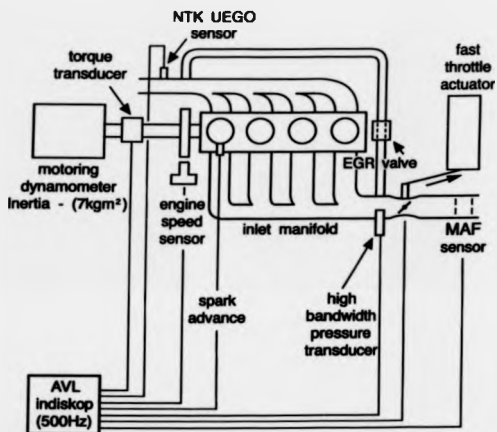 NTK UEGO
sensor
fast
throttle
actuator
torque
transducer
motoring
dynamometer
Inertia - (7kgm²)
EGR valve
engine
speed
sensor
inlet manifold
MAF
sensor
spark
advance
high
bandwidth
pressure
transducer
AVL
indiskop
(500Hz)